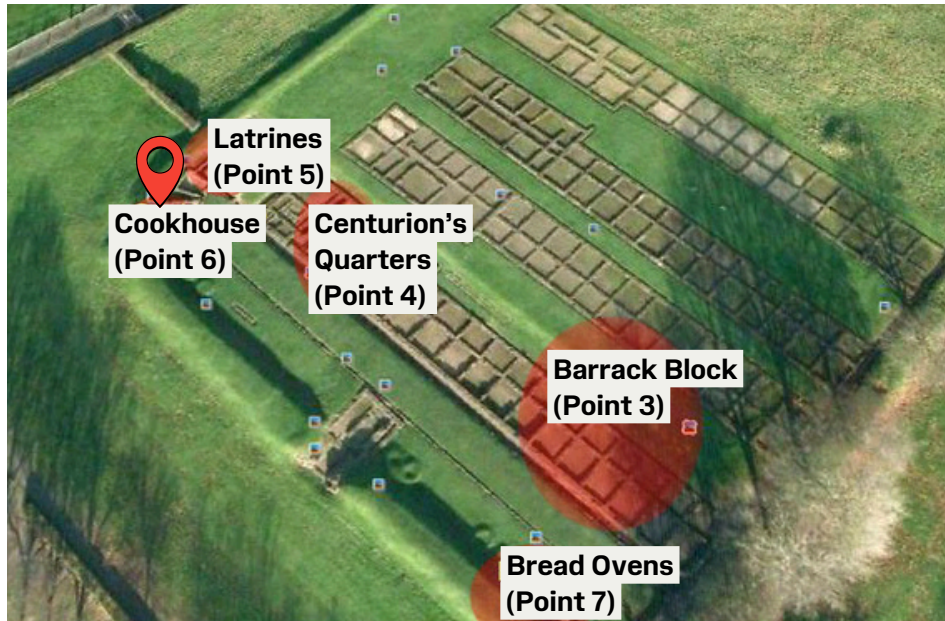 Latrines
(Point 5)
Cookhouse
(Point 6)
Centurion's
Quarters
(Point 4)
Barrack Block
(Point 3)
Bread Ovens
(Point 7)